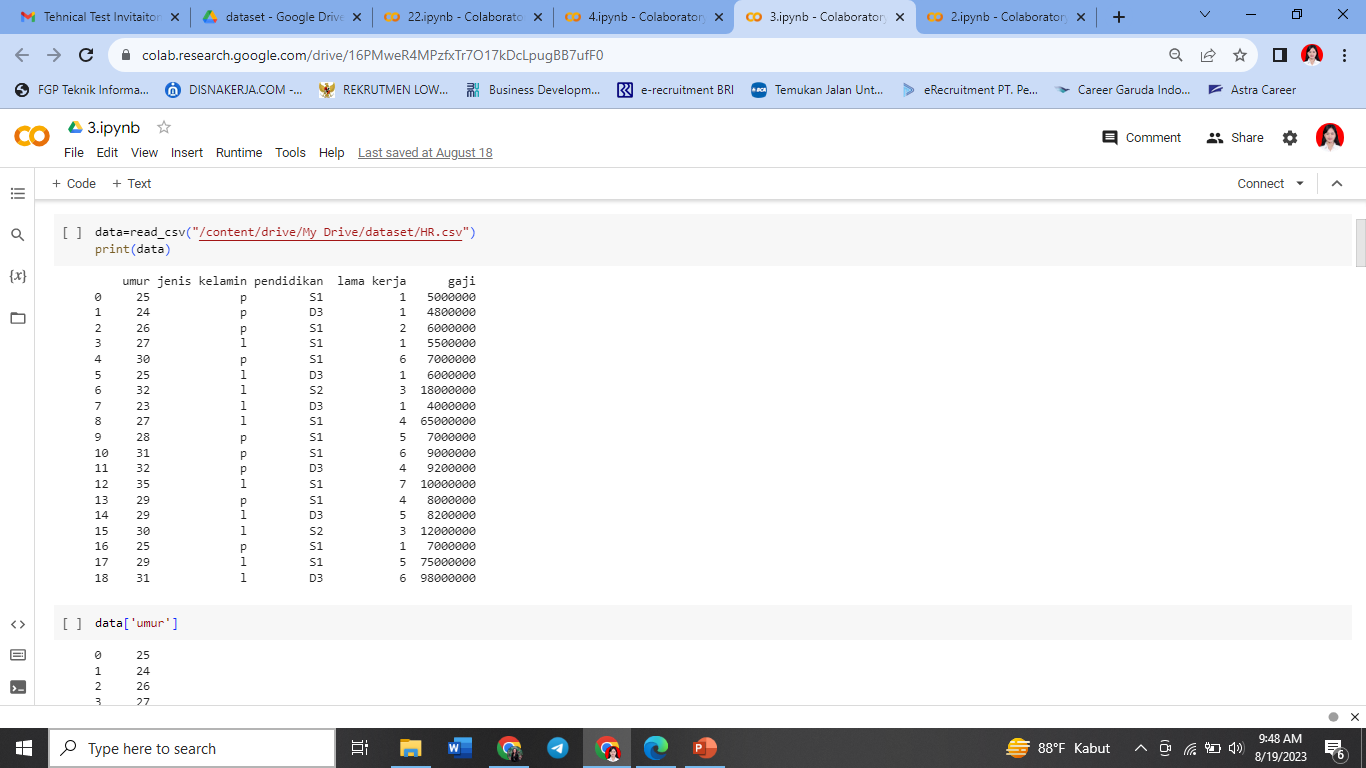 Tehnical Test Invitaiton
dataset - Google Drive
22.ipynb - Colaborato
4.ipynb - Colaboratory
3.ipynb - Colaboratory
2.ipynb - Colaboratory
colab.research.google.com/drive/16PMweR4MPzfxTr7O17kDcLpugBB7ufF0
FGP Teknik Informa... DISNAKERJA.COM -... REKRUTMEN LOW... Business Developm... e-recruitment BRI Temukan Jalan Unt... eRecruitment PT. Pe... Career Garuda Indo... Astra Career
3.ipynb
Comment Share
File Edit View Insert Runtime Tools Help Last saved at August 18
+ Code + Text Connect
[ ] data=read_csv("/content/drive/My Drive/dataset/HR.csv")
print(data)
umur jenis kelamin pendidikan lama kerja gaji
0 25 p S1 1 5000000
1 24 p D3 1 4800000
2 26 p S1 2 6000000
3 27 l S1 1 5500000
4 30 p S1 6 7000000
5 25 l D3 1 6000000
6 32 l S2 3 18000000
7 23 l D3 1 4000000
8 27 l S1 4 65000000
9 28 p S1 5 7000000
10 31 p S1 6 9000000
11 32 p D3 4 9200000
12 35 l S1 7 10000000
13 29 p S1 4 8000000
14 29 l D3 5 8200000
15 30 l S2 3 12000000
16 25 p S1 1 7000000
17 29 l S1 5 75000000
18 31 l D3 6 98000000
[ ] data['umur']
0 25
1 24
2 26
3 27
Type here to search
88°F Kabut
9:48 AM
8/19/2023
6